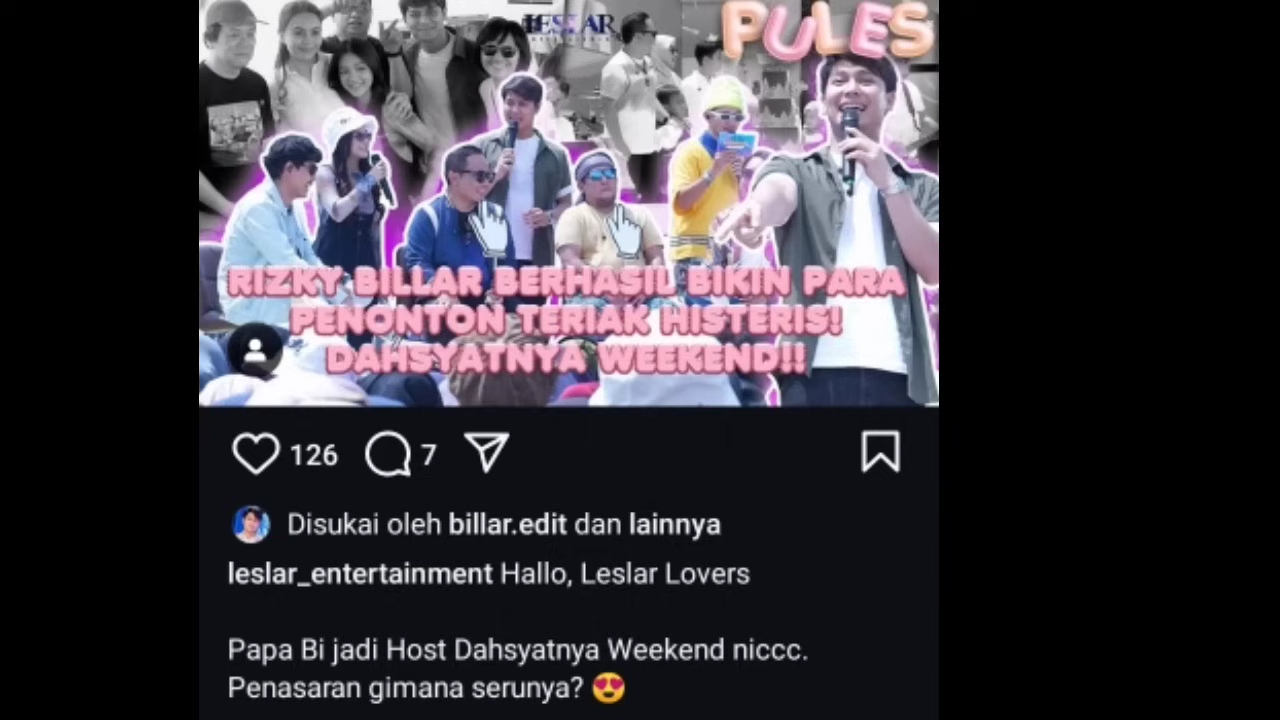 LESLAR
PULES
RIZKY BILLAR BERHASIL BIKIN PARA
PENONTON TERIAK HISTERIS!
DAHSYATNYA WEEKEND!!
126 7
Disukai oleh billar.edit dan lainnya
leslar_entertainment Hallo, Leslar Lovers
Papa Bi jadi Host Dahsyatnya Weekend niccc.
Penasaran gimana serunya? 😍